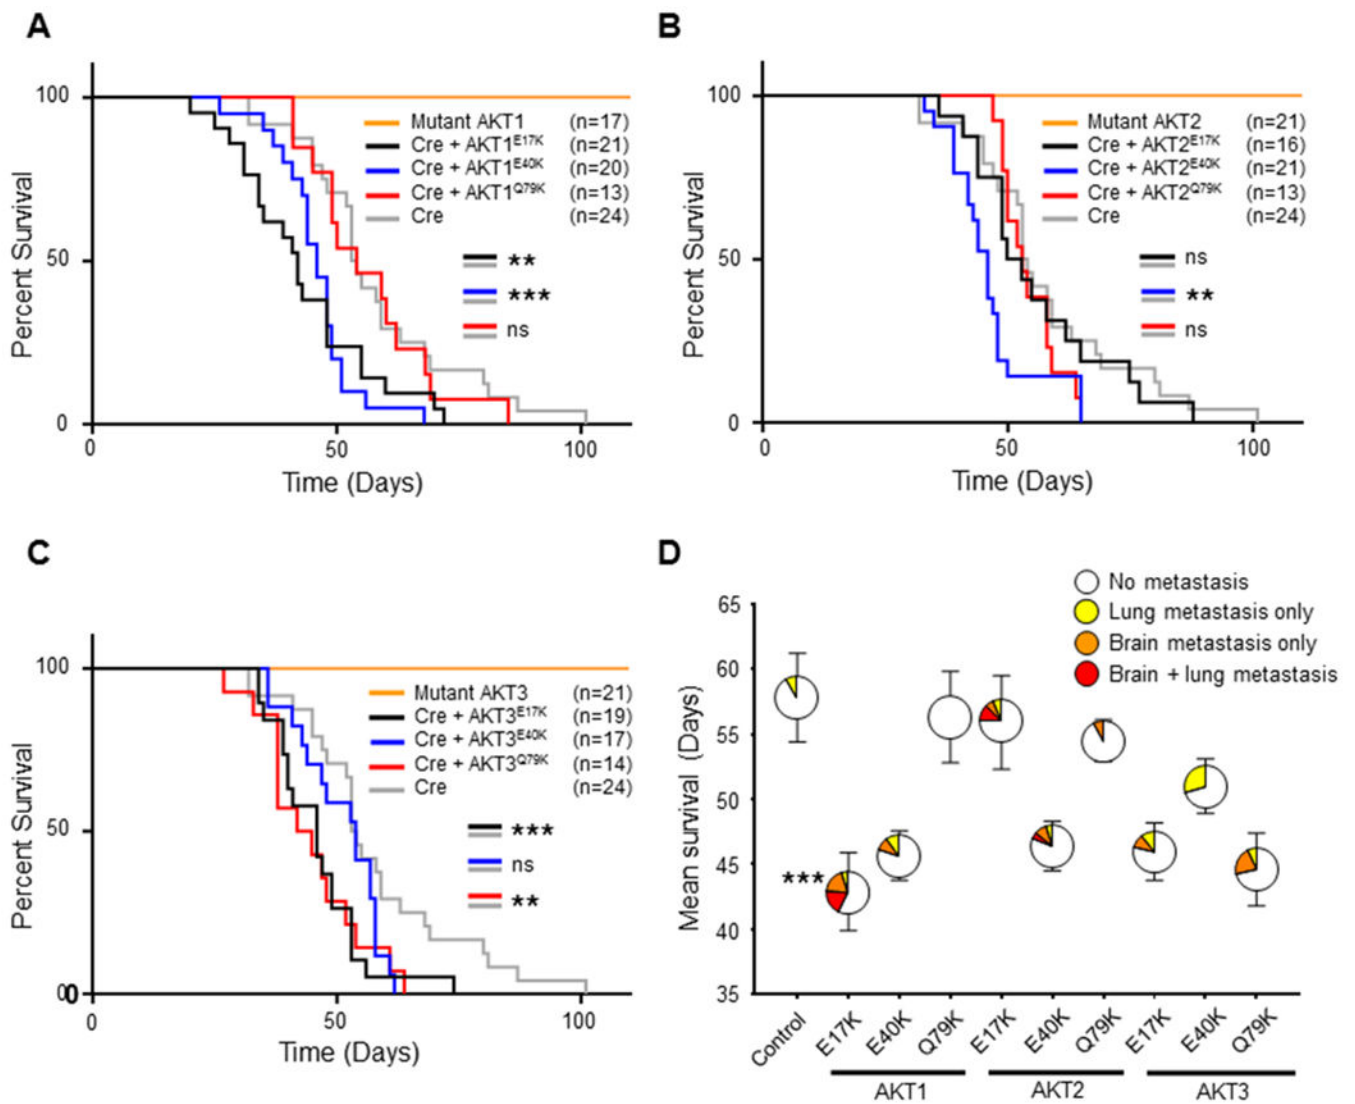 A
100
50
0
Percent Survival
Mutant AKT1 (n=17)
Cre + AKT1E17K (n=21)
Cre + AKT1E40K (n=20)
Cre + AKT1Q79K (n=13)
Cre (n=24)
**
***
ns
0 50 100
Time (Days)
B
100
50
0
Percent Survival
Mutant AKT2 (n=21)
Cre + AKT2E17K (n=16)
Cre + AKT2E40K (n=21)
Cre + AKT2Q79K (n=13)
Cre (n=24)
ns
**
ns
0 50 100
Time (Days)
C
100
50
00
Percent Survival
Mutant AKT3 (n=21)
Cre + AKT3E17K (n=19)
Cre + AKT3E40K (n=17)
Cre + AKT3Q79K (n=14)
Cre (n=24)
***
ns
**
0 50 100
Time (Days)
D
No metastasis
Lung metastasis only
Brain metastasis only
Brain + lung metastasis
65
60
55
50
45
40
35
Mean survival (Days)
***
Control E17K E40K Q79K E17K E40K Q79K E17K E40K Q79K
AKT1 AKT2 AKT3